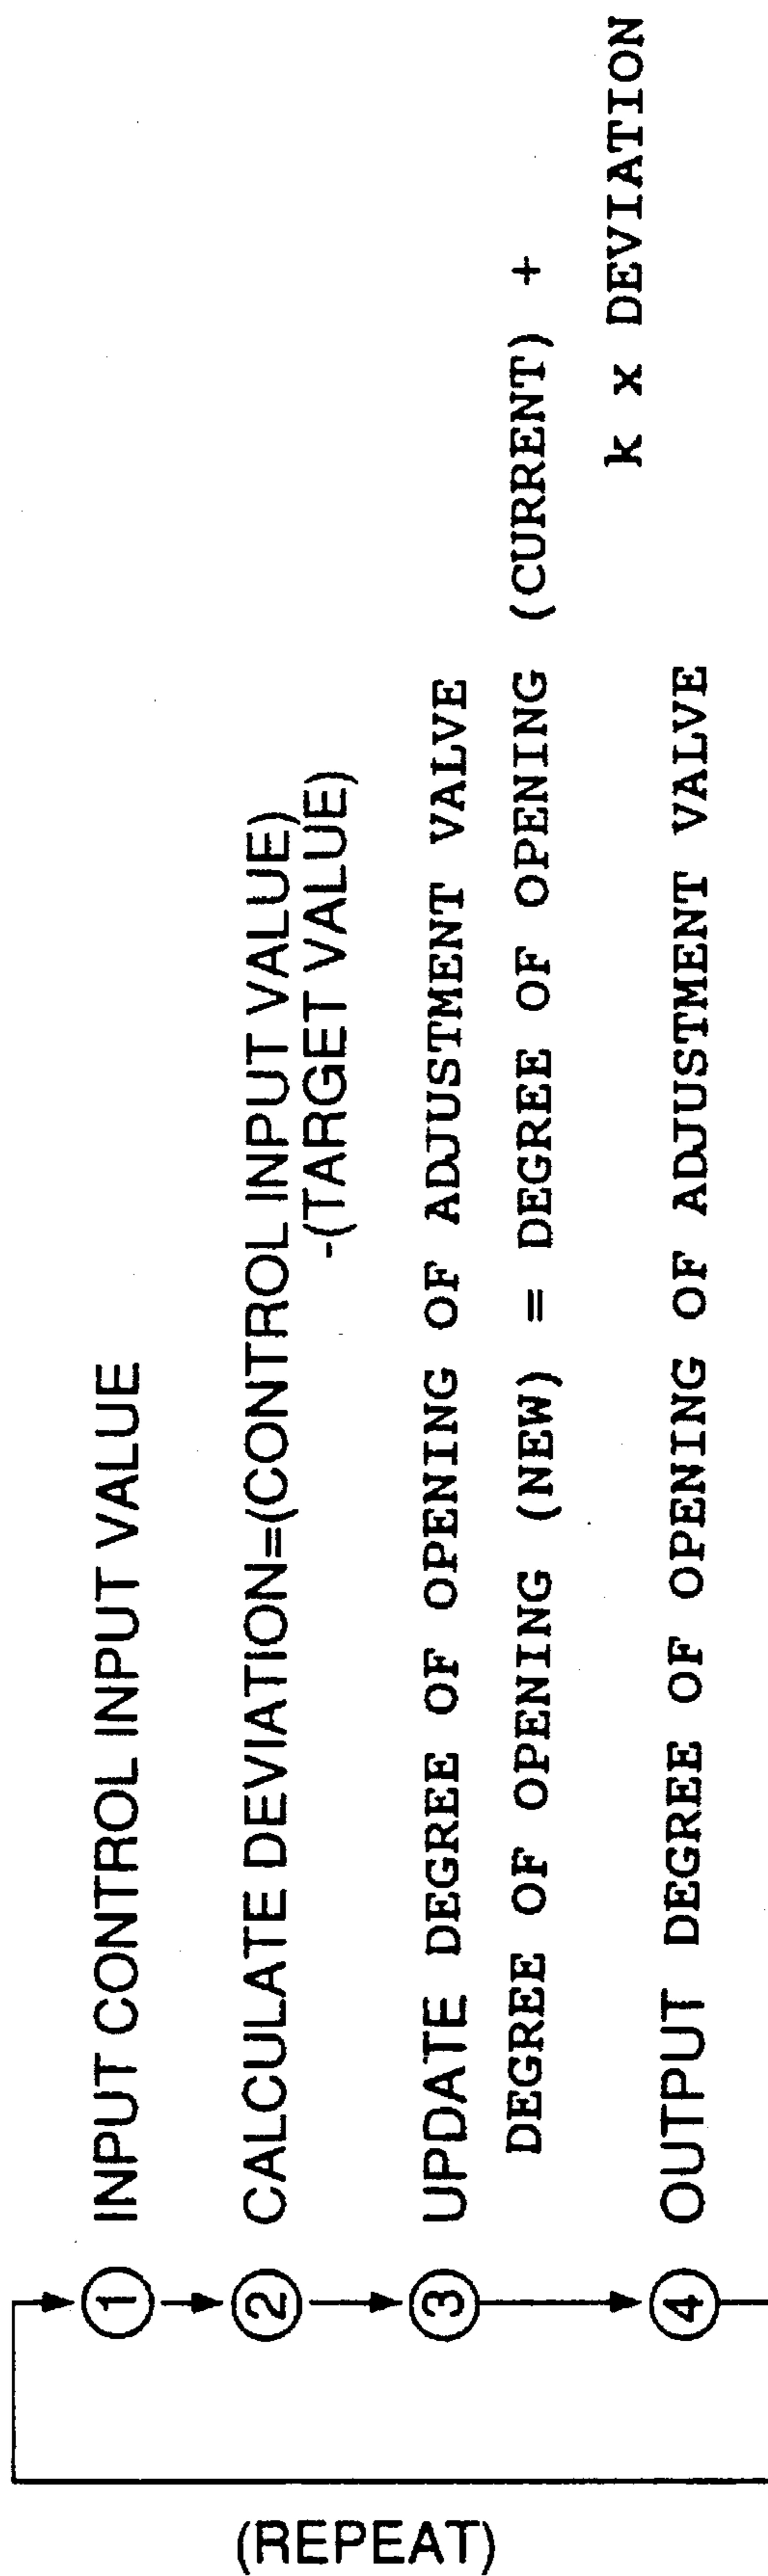 (REPEAT)
1 INPUT CONTROL INPUT VALUE
2 CALCULATE DEVIATION=(CONTROL INPUT VALUE)
-(TARGET VALUE)
3 UPDATE DEGREE OF OPENING OF ADJUSTMENT VALVE
DEGREE OF OPENING (NEW) = DEGREE OF OPENING (CURRENT) +
k x DEVIATION
4 OUTPUT DEGREE OF OPENING OF ADJUSTMENT VALVE